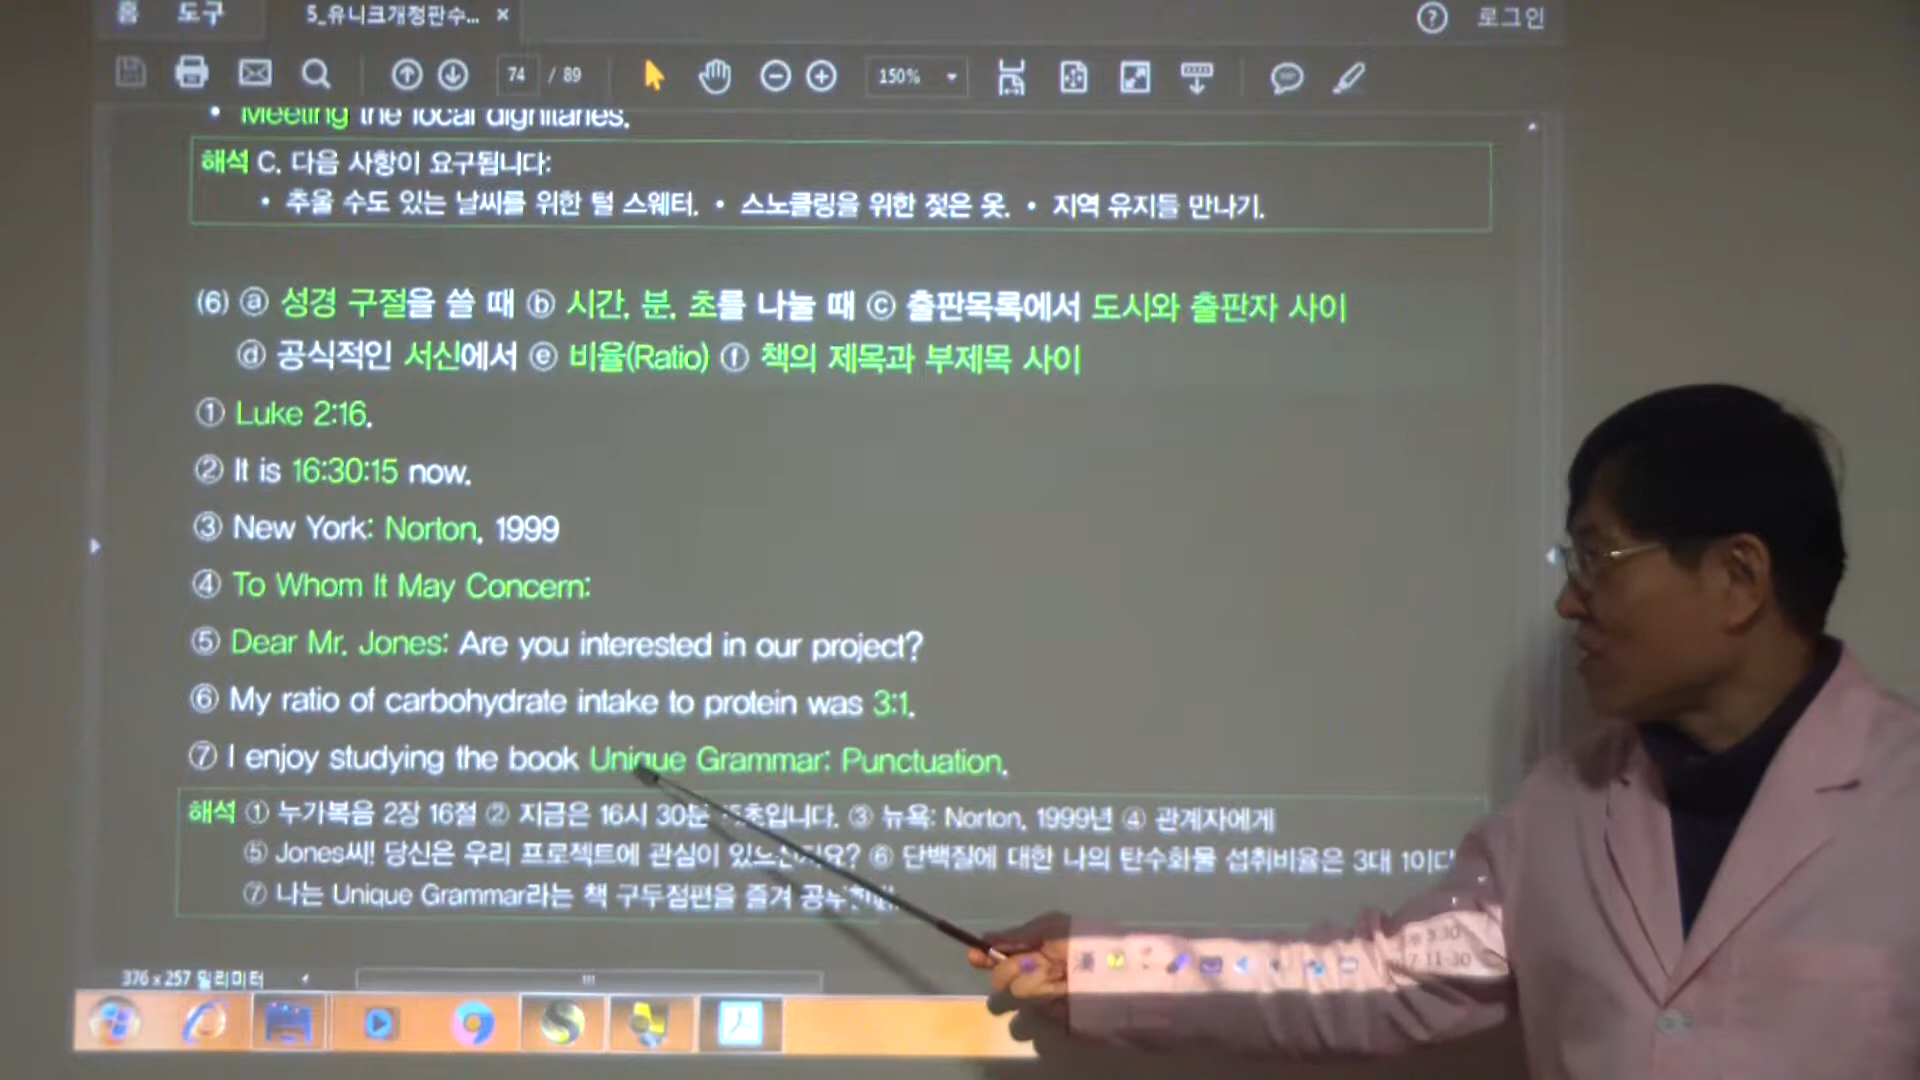 홈 도구 5_유니크개정판수... × ? 로그인
74 / 89 150%
• Meeting the local dignitaries.
해석 C. 다음 사항이 요구됩니다:
• 추울 수도 있는 날씨를 위한 털 스웨터. • 스노클링을 위한 젖은 옷. • 지역 유지들 만나기.
(6) ⓐ 성경 구절을 쓸 때 ⓑ 시간, 분, 초를 나눌 때 ⓒ 출판목록에서 도시와 출판자 사이
ⓓ 공식적인 서신에서 ⓔ 비율(Ratio) ⓕ 책의 제목과 부제목 사이
① Luke 2:16.
② It is 16:30:15 now.
③ New York: Norton, 1999
④ To Whom It May Concern:
⑤ Dear Mr. Jones: Are you interested in our project?
⑥ My ratio of carbohydrate intake to protein was 3:1.
⑦ I enjoy studying the book Unique Grammar: Punctuation.
해석 ① 누가복음 2장 16절 ② 지금은 16시 30분 15초입니다. ③ 뉴욕: Norton, 1999년 ④ 관계자에게
⑤ Jones씨! 당신은 우리 프로젝트에 관심이 있으신지요? ⑥ 단백질에 대한 나의 탄수화물 섭취비율은 3대 1이다
⑦ 나는 Unique Grammar라는 책 구두점편을 즐겨
376 x 257 밀리미터